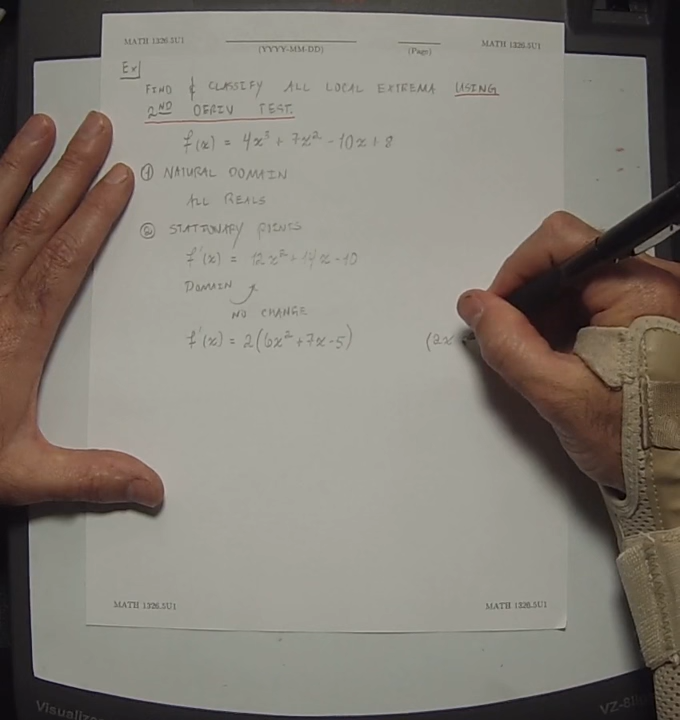 MATH 1326.5U1 (YYYY-MM-DD) (Page) MATH 1326.5U1
Ex
FIND & CLASSIFY ALL LOCAL EXTREMA USING
2ND DERIV TEST.
f(x) = 4x³ + 7x² - 10x + 8
① NATURAL DOMAIN
ALL REALS
② STATIONARY POINTS
f'(x) = 12x² + 14x - 10
DOMAIN
NO CHANGE
f'(x) = 2(6x² + 7x - 5) (2x
MATH 1326.5U1 MATH 1326.5U1
Visualiz VZ-8